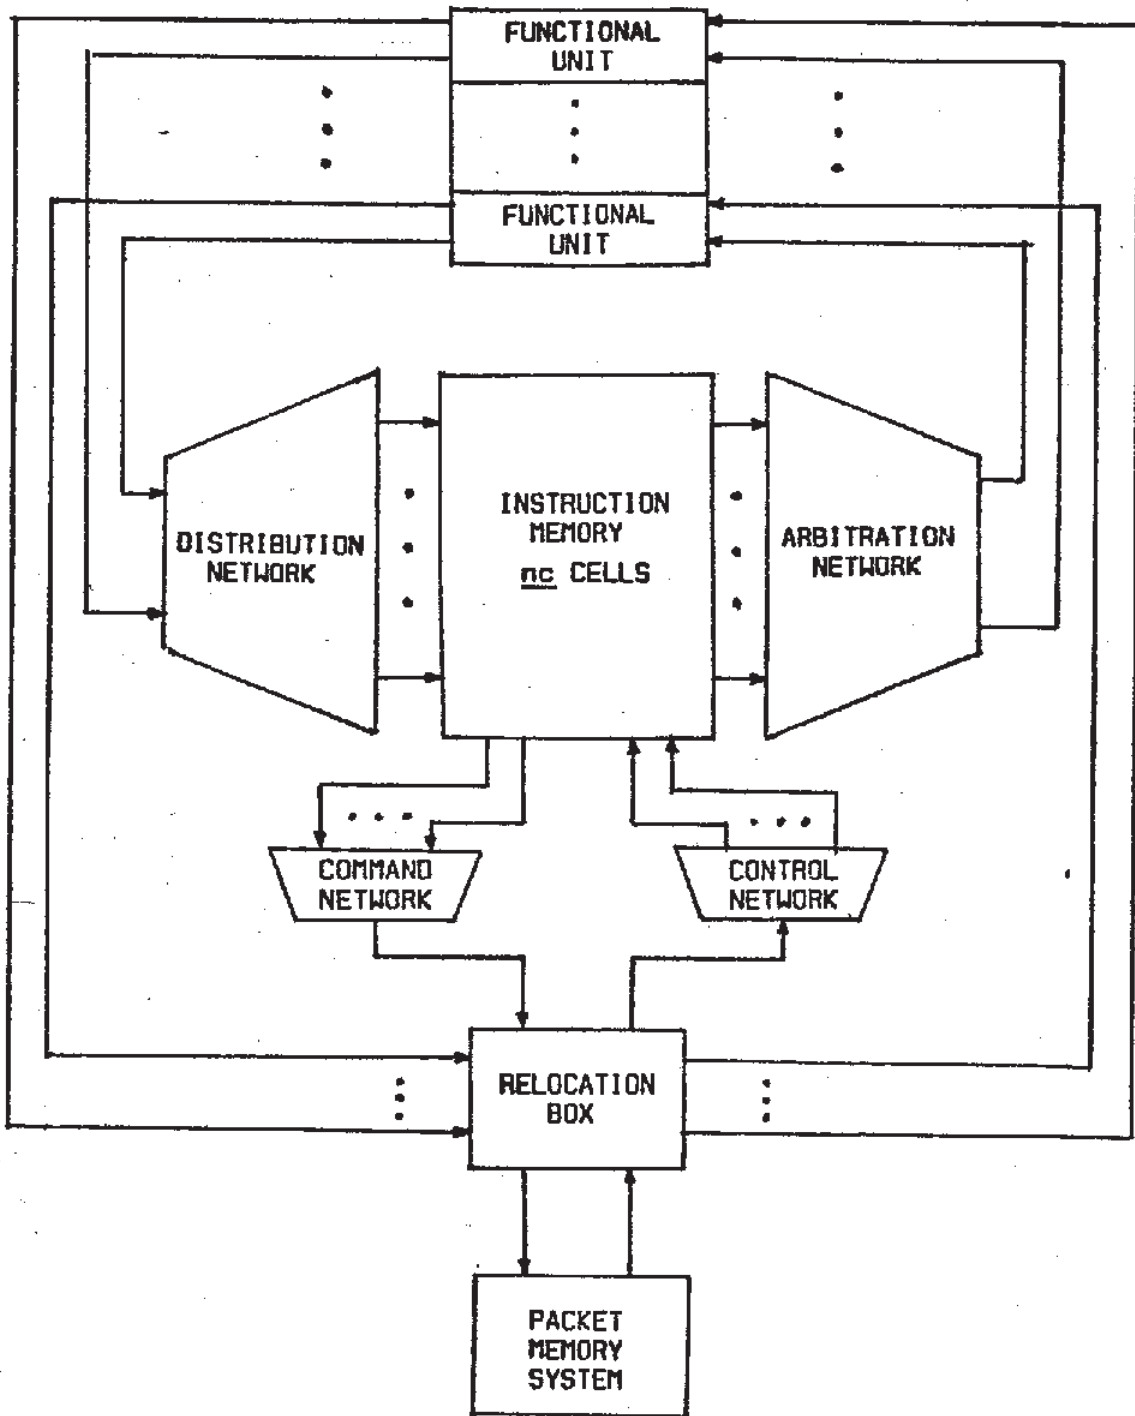 FUNCTIONAL
UNIT
FUNCTIONAL
UNIT
DISTRIBUTION
NETWORK
INSTRUCTION
MEMORY
nc CELLS
ARBITRATION
NETWORK
COMMAND
NETWORK
CONTROL
NETWORK
RELOCATION
BOX
PACKET
MEMORY
SYSTEM